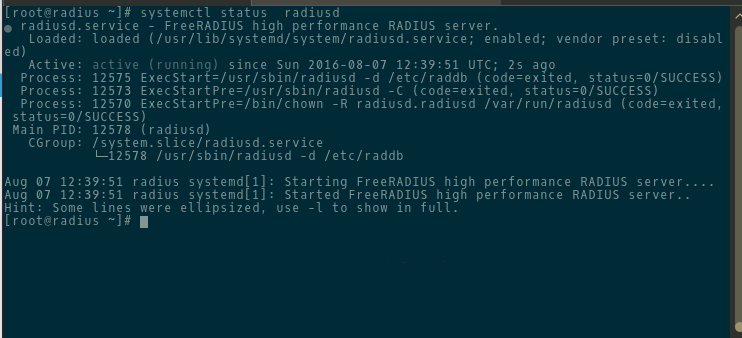 [root@radius ~]# systemctl status  radiusd
● radiusd.service - FreeRADIUS high performance RADIUS server.
   Loaded: loaded (/usr/lib/systemd/system/radiusd.service; enabled; vendor preset: disabl
ed)
   Active: active (running) since Sun 2016-08-07 12:39:51 UTC; 2s ago
  Process: 12575 ExecStart=/usr/sbin/radiusd -d /etc/raddb (code=exited, status=0/SUCCESS)
  Process: 12573 ExecStartPre=/usr/sbin/radiusd -C (code=exited, status=0/SUCCESS)
  Process: 12570 ExecStartPre=/bin/chown -R radiusd.radiusd /var/run/radiusd (code=exited,
 status=0/SUCCESS)
 Main PID: 12578 (radiusd)
   CGroup: /system.slice/radiusd.service
           └─12578 /usr/sbin/radiusd -d /etc/raddb

Aug 07 12:39:51 radius systemd[1]: Starting FreeRADIUS high performance RADIUS server....
Aug 07 12:39:51 radius systemd[1]: Started FreeRADIUS high performance RADIUS server..
Hint: Some lines were ellipsized, use -l to show in full.
[root@radius ~]#